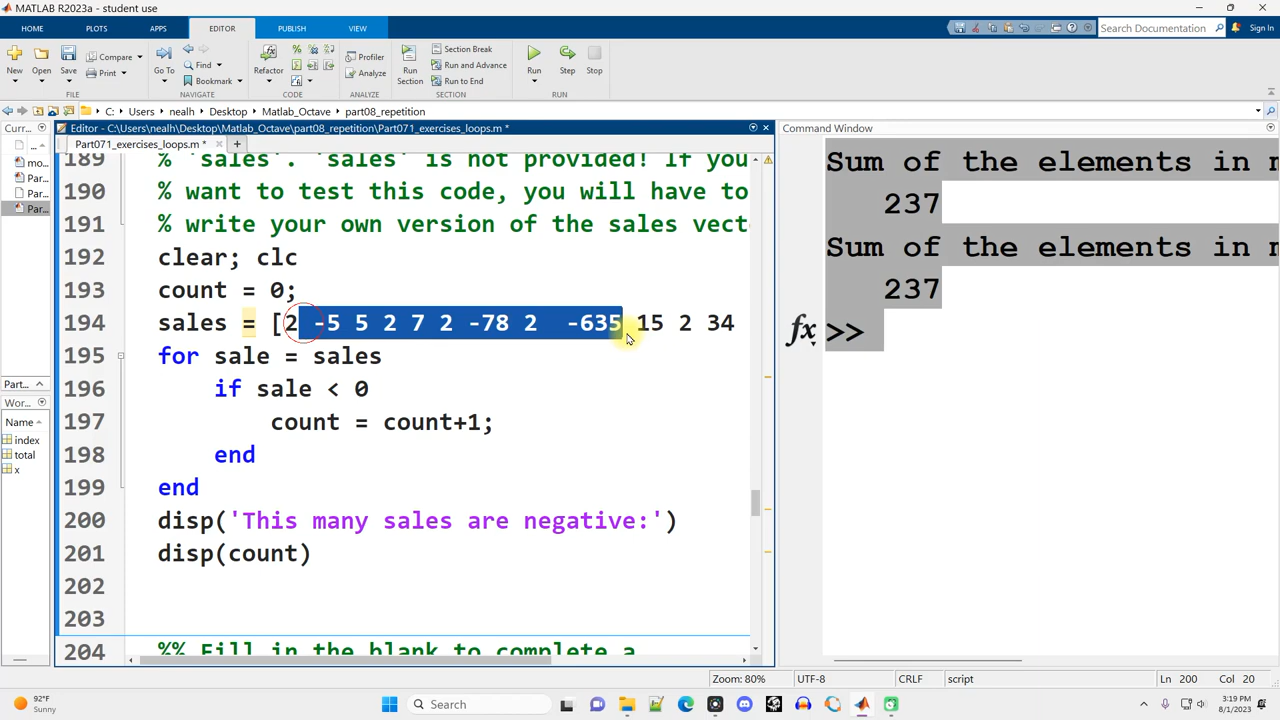 MATLAB R2023a - student use
HOME PLOTS APPS EDITOR PUBLISH VIEW Search Documentation Sign In
New Open Save Compare Print Go To Find Bookmark Refactor Profiler Analyze Run Section Section Break Run and Advance Run to End Run Step Stop
FILE NAVIGATE CODE ANALYZE SECTION RUN
C: Users nealh Desktop Matlab_Octave part08_repetition
Curr... Editor - C:\Users\nealh\Desktop\Matlab_Octave\part08_repetition\Part071_exercises_loops.m * Command Window
Part071_exercises_loops.m *
...
mo...
Par...
Par...
Par...
Part...
Wor...
Name
index
total
x
189 % 'sales'. 'sales' is not provided! If you
190 % want to test this code, you will have to
191 % write your own version of the sales vect
192 clear; clc
193 count = 0;
194 sales = [2 -5 5 2 7 2 -78 2  -635 15 2 34
195 for sale = sales
196 if sale < 0
197 count = count+1;
198 end
199 end
200 disp('This many sales are negative:')
201 disp(count)
202
203
204 %% Fill in the blank to complete a
Sum of the elements in
237
Sum of the elements in
237
fx >>
Zoom: 80% UTF-8 CRLF script Ln 200 Col 20
92°F
Sunny
Search
3:19 PM
8/1/2023